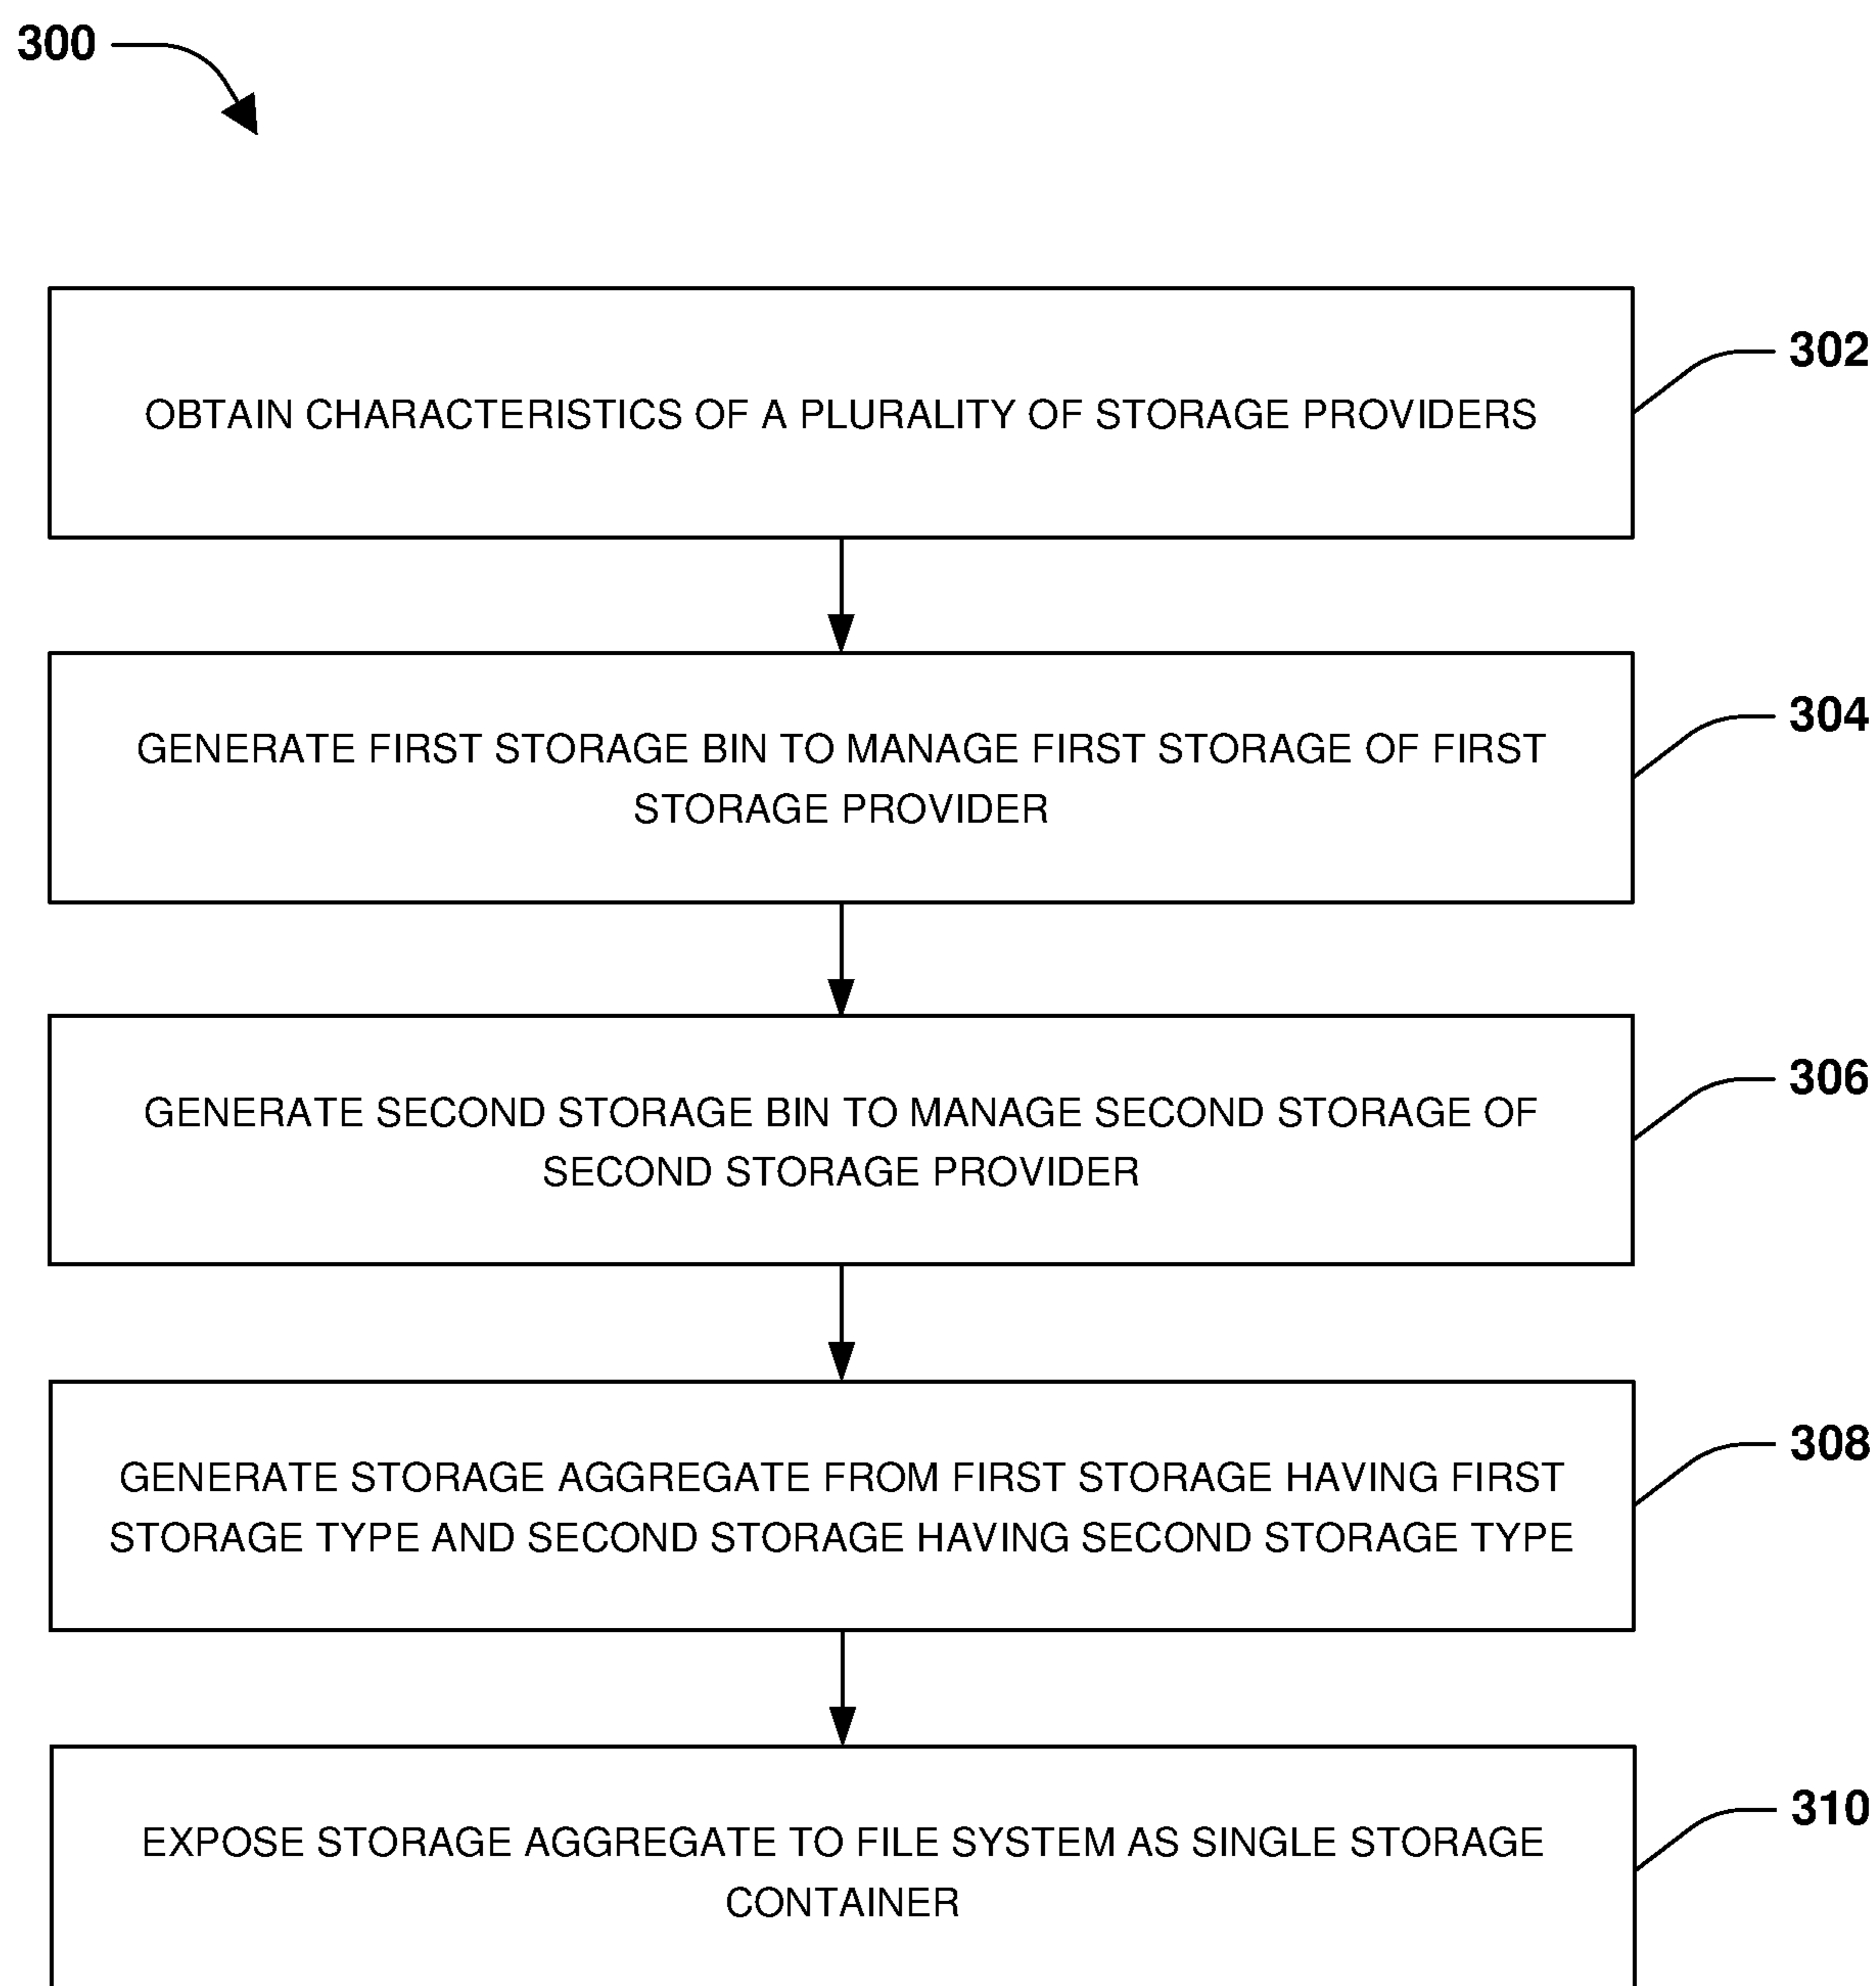 300
OBTAIN CHARACTERISTICS OF A PLURALITY OF STORAGE PROVIDERS
302
GENERATE FIRST STORAGE BIN TO MANAGE FIRST STORAGE OF FIRST
STORAGE PROVIDER
304
GENERATE SECOND STORAGE BIN TO MANAGE SECOND STORAGE OF
SECOND STORAGE PROVIDER
306
GENERATE STORAGE AGGREGATE FROM FIRST STORAGE HAVING FIRST
STORAGE TYPE AND SECOND STORAGE HAVING SECOND STORAGE TYPE
308
EXPOSE STORAGE AGGREGATE TO FILE SYSTEM AS SINGLE STORAGE
CONTAINER
310